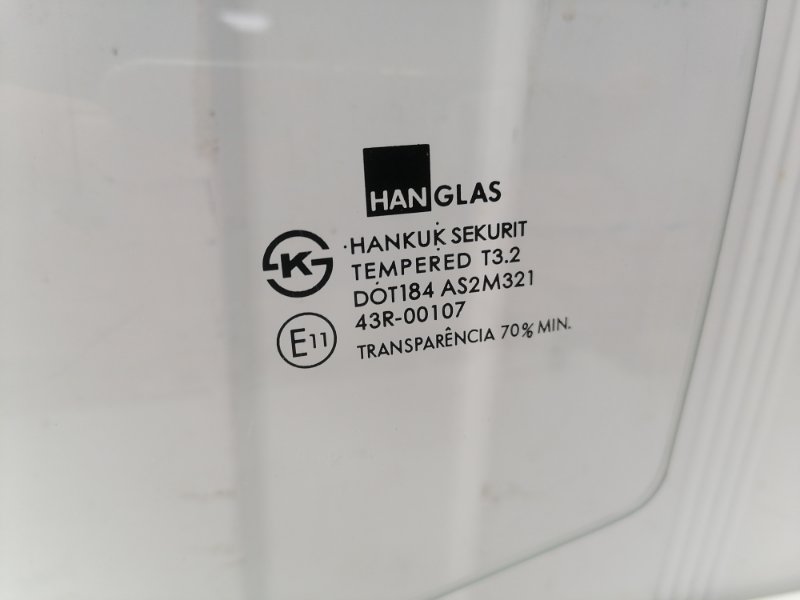 HANGLAS
HANKUK SEKURIT
TEMPERED T3.2
DOT184 AS2M321
43R-00107
E11
TRANSPARÊNCIA 70% MIN.